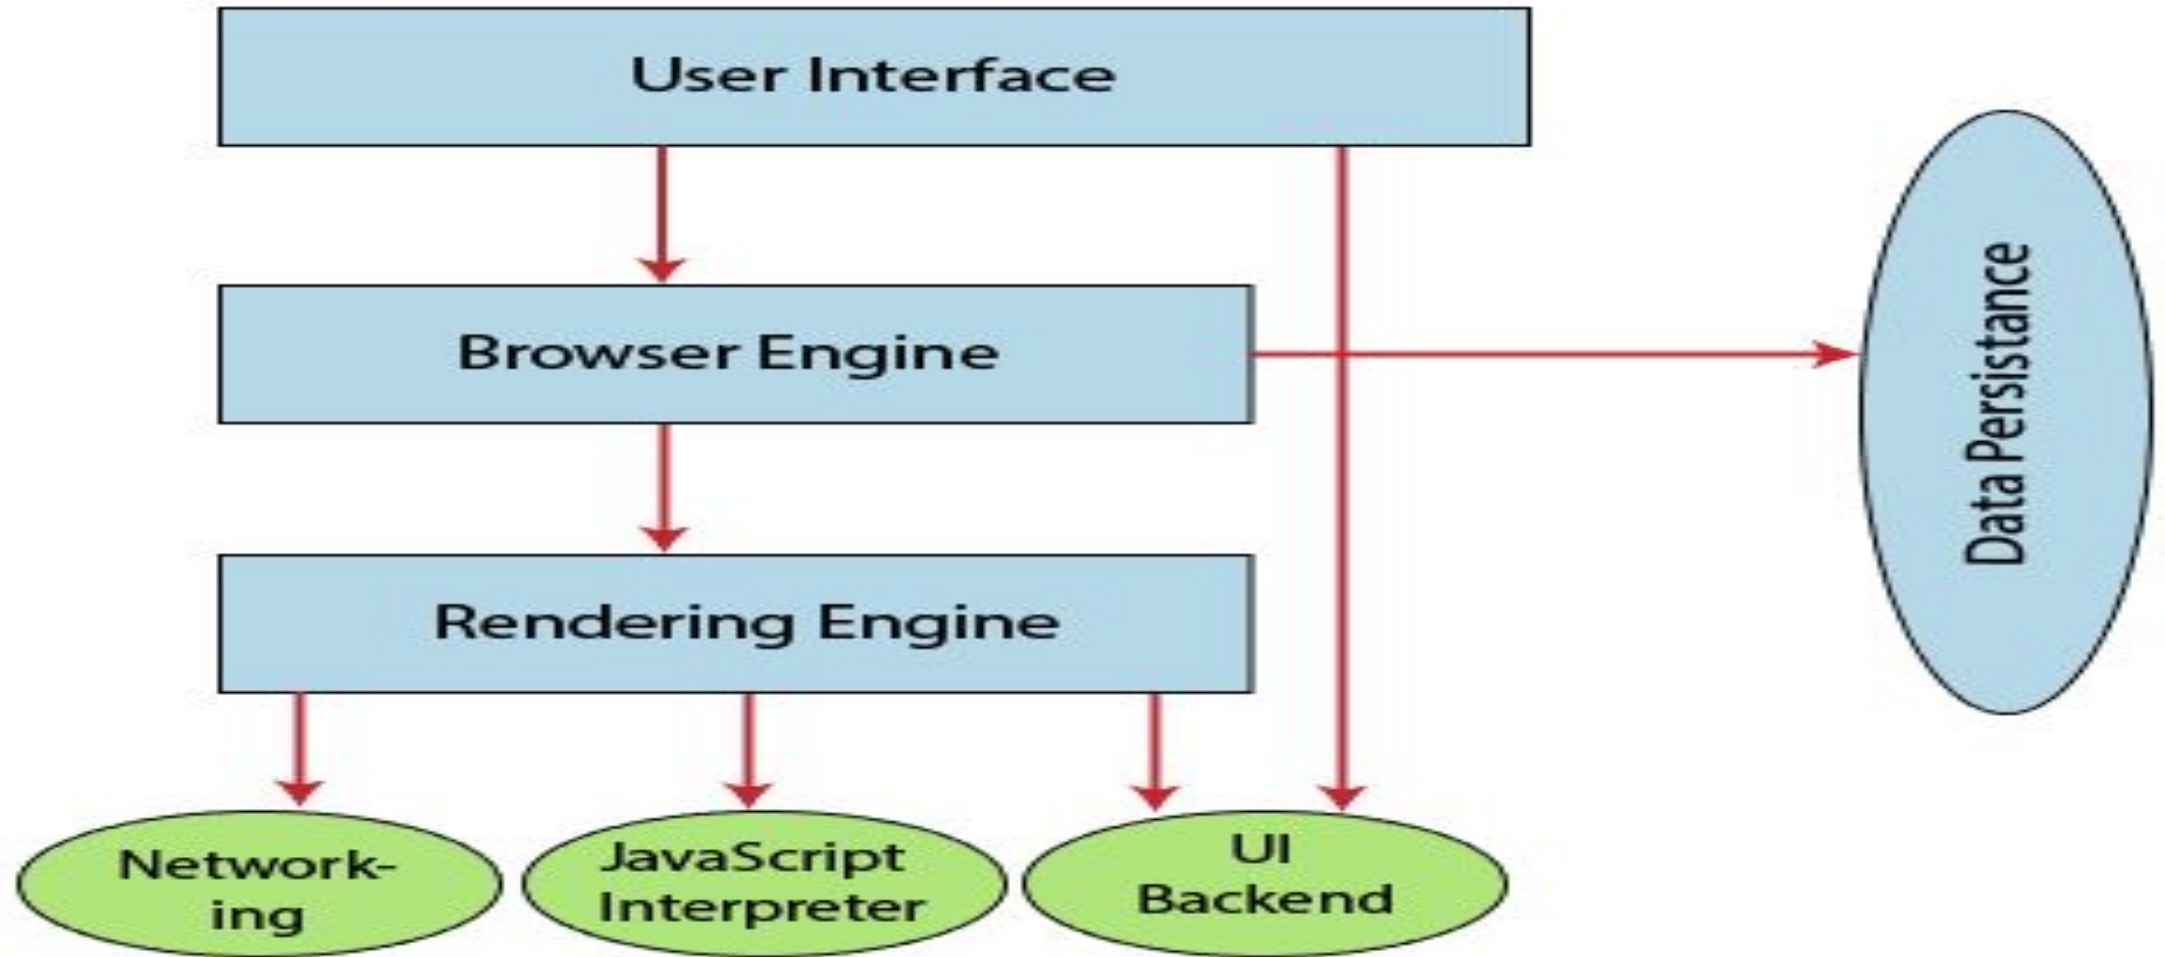 User Interface
Browser Engine
Data Persistance
Rendering Engine
Network-
ing
JavaScript
Interpreter
UI
Backend